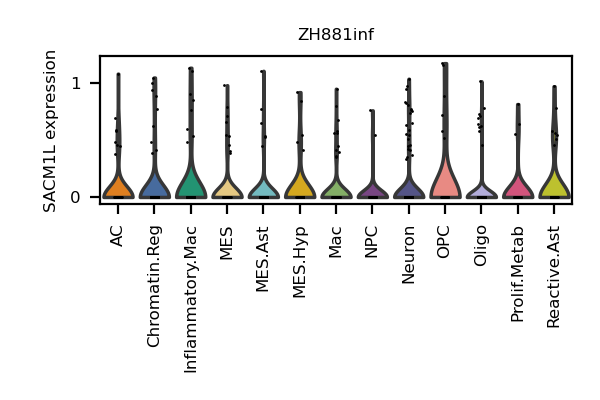 ZH881inf
SACM1L expression
1
0
AC
Chromatin.Reg
Inflammatory.Mac
MES
MES.Ast
MES.Hyp
Mac
NPC
Neuron
OPC
Oligo
Prolif.Metab
Reactive.Ast